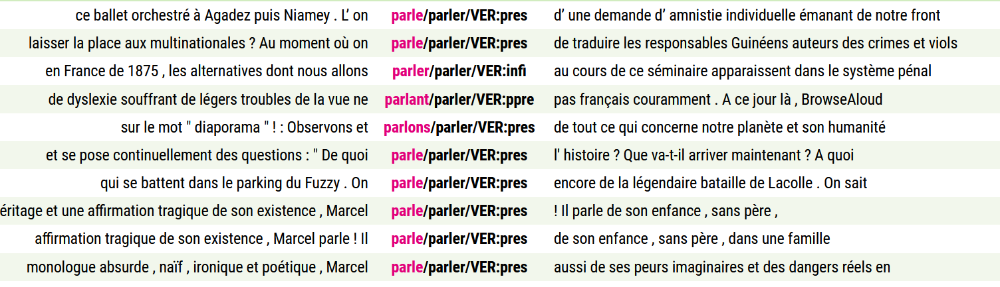 ce ballet orchestré à Agadez puis Niamey . L’ on parle/parler/VER:pres d’ une demande d’ amnistie individuelle émanant de notre front
laisser la place aux multinationales ? Au moment où on parle/parler/VER:pres de traduire les responsables Guinéens auteurs des crimes et viols
en France de 1875 , les alternatives dont nous allons parler/parler/VER:infi au cours de ce séminaire apparaissent dans le système pénal
de dyslexie souffrant de légers troubles de la vue ne parlant/parler/VER:ppre pas français couramment . A ce jour là , BrowseAloud
sur le mot " diaporama " ! : Observons et parlons/parler/VER:pres de tout ce qui concerne notre planète et son humanité
et se pose continuellement des questions : " De quoi parle/parler/VER:pres l' histoire ? Que va-t-il arriver maintenant ? A quoi
qui se battent dans le parking du Fuzzy . On parle/parler/VER:pres encore de la légendaire bataille de Lacolle . On sait
éritage et une affirmation tragique de son existence , Marcel parle/parler/VER:pres ! Il parle de son enfance , sans père ,
affirmation tragique de son existence , Marcel parle ! Il parle/parler/VER:pres de son enfance , sans père , dans une famille
monologue absurde , naïf , ironique et poétique , Marcel parle/parler/VER:pres aussi de ses peurs imaginaires et des dangers réels en